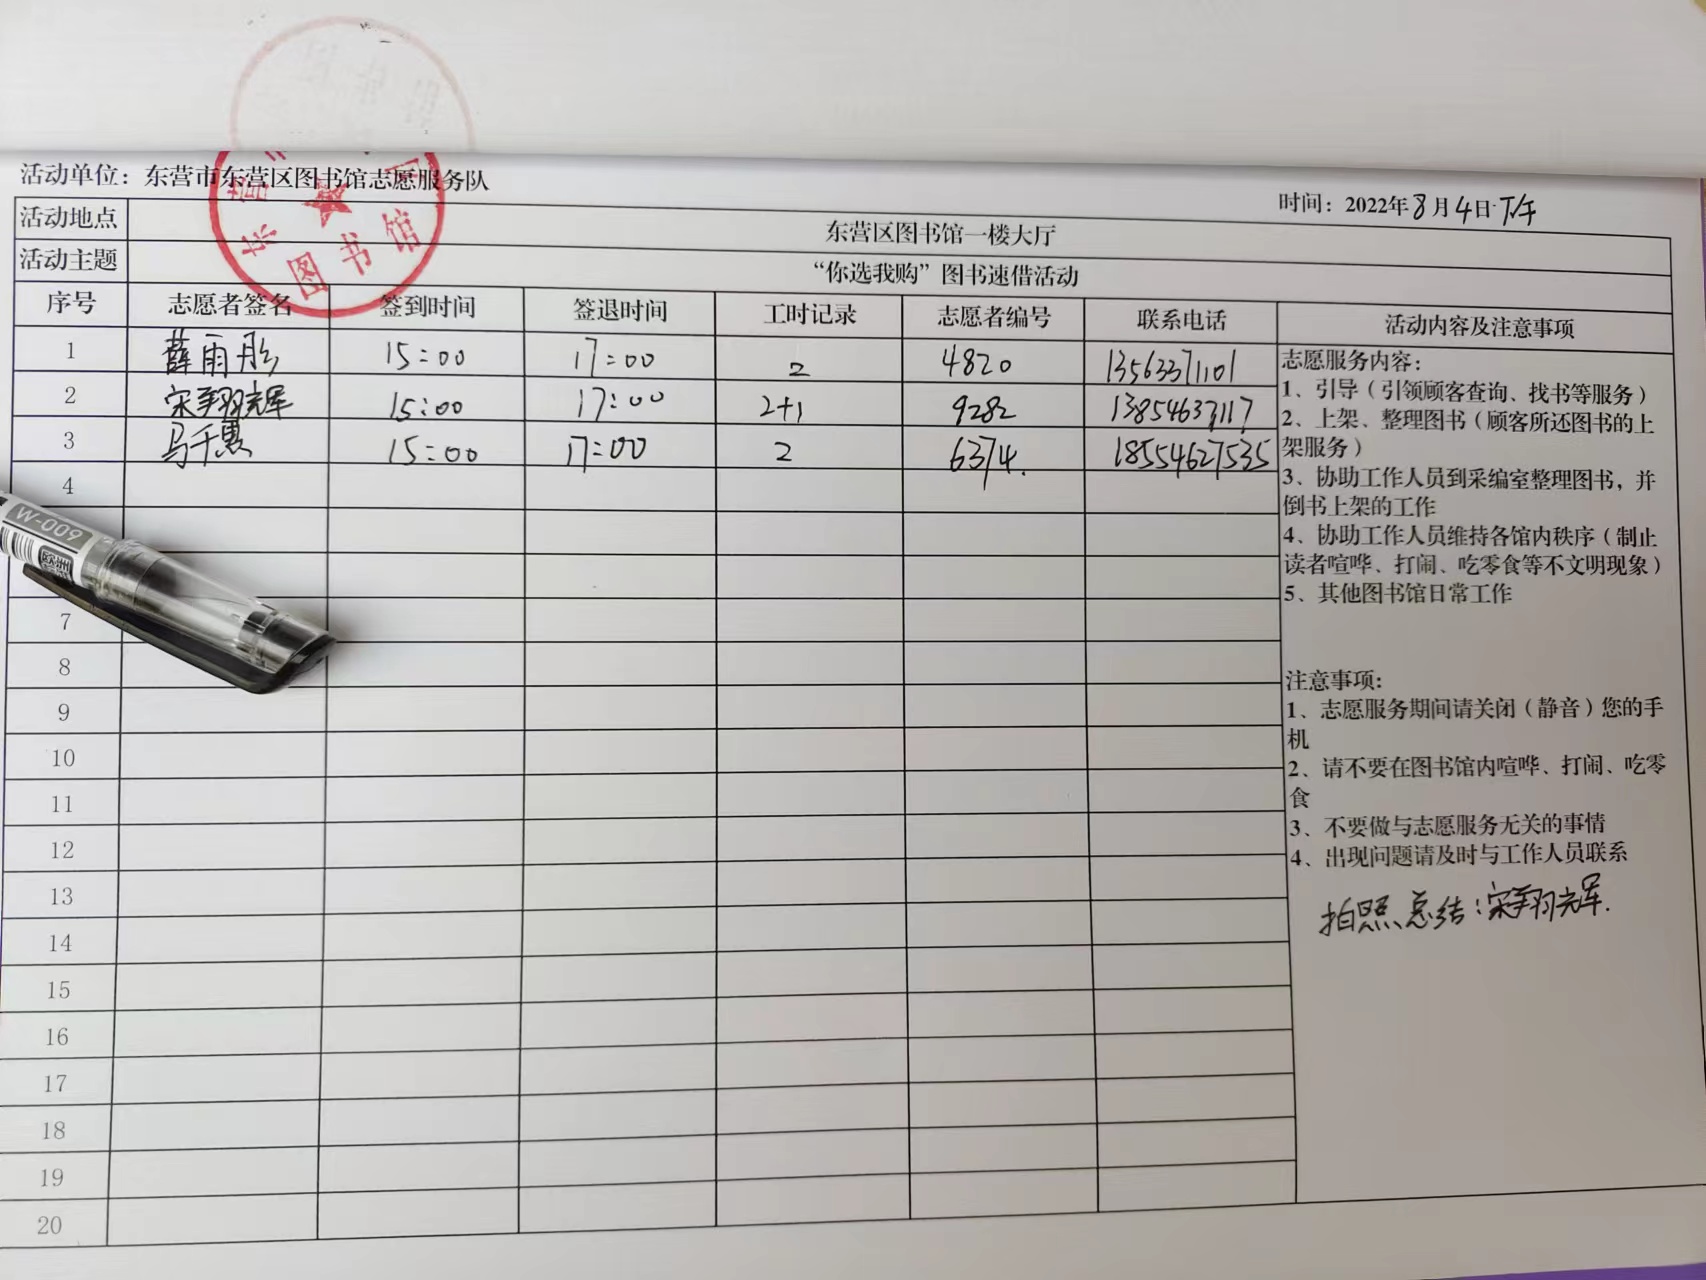 活动单位：东营市东营区图书馆志愿服务队
时间：2022年8月4日下午
东营
图书馆
活动地点 东营区图书馆一楼大厅
活动主题 “你选我购”图书速借活动
序号 志愿者签名 签到时间 签退时间 工时记录 志愿者编号 联系电话 活动内容及注意事项
1 薛雨彤 15:00 17:00 2 4820 13563371101
2 宋翔辉 15:00 17:00 2+1 9282 13854637117
3 马千惠 15:00 17:00 2 6374. 18554627535
4
7
8
9
10
11
12
13
14
15
16
17
18
19
20
志愿服务内容：
1、引导（引领顾客查询、找书等服务）
2、上架、整理图书（顾客所还图书的上
架服务）
3、协助工作人员到采编室整理图书，并
倒书上架的工作
4、协助工作人员维持各馆内秩序（制止
读者喧哗、打闹、吃零食等不文明现象）
5、其他图书馆日常工作
注意事项：
1、志愿服务期间请关闭（静音）您的手
机
2、请不要在图书馆内喧哗、打闹、吃零
食
3、不要做与志愿服务无关的事情
4、出现问题请及时与工作人员联系
拍照、总结：宋翔辉.
W-009